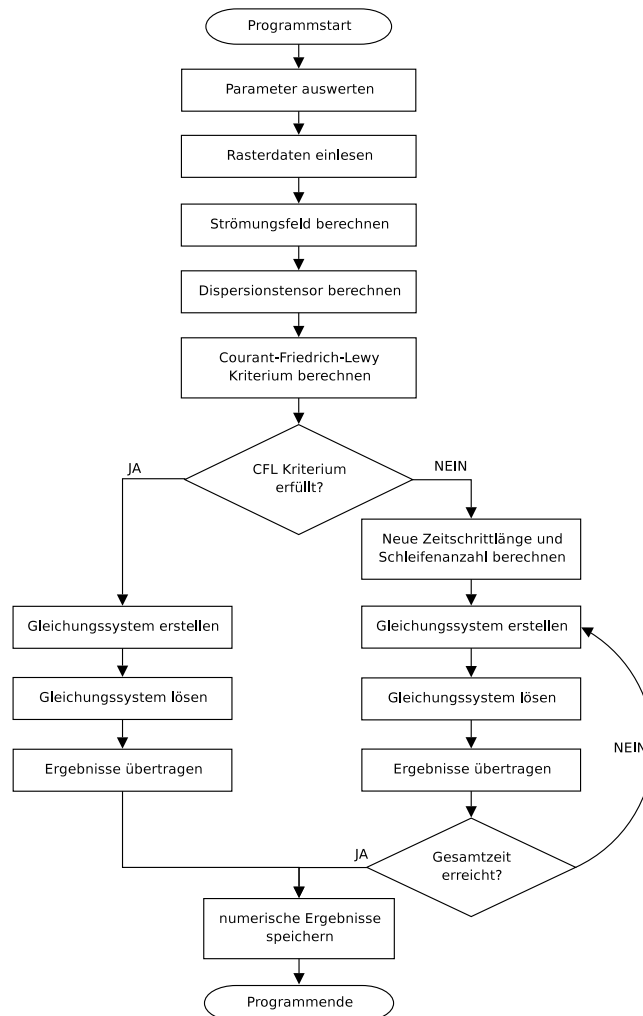 Programmstart
Parameter auswerten
Rasterdaten einlesen
Strömungsfeld berechnen
Dispersionstensor berechnen
Courant-Friedrich-Lewy
Kriterium berechnen
CFL Kriterium
erfüllt?
JA
NEIN
Neue Zeitschrittlänge und
Schleifenanzahl berechnen
Gleichungssystem erstellen
Gleichungssystem erstellen
Gleichungssystem lösen
Gleichungssystem lösen
Ergebnisse übertragen
Ergebnisse übertragen
NEIN
JA
Gesamtzeit
erreicht?
numerische Ergebnisse
speichern
Programmende